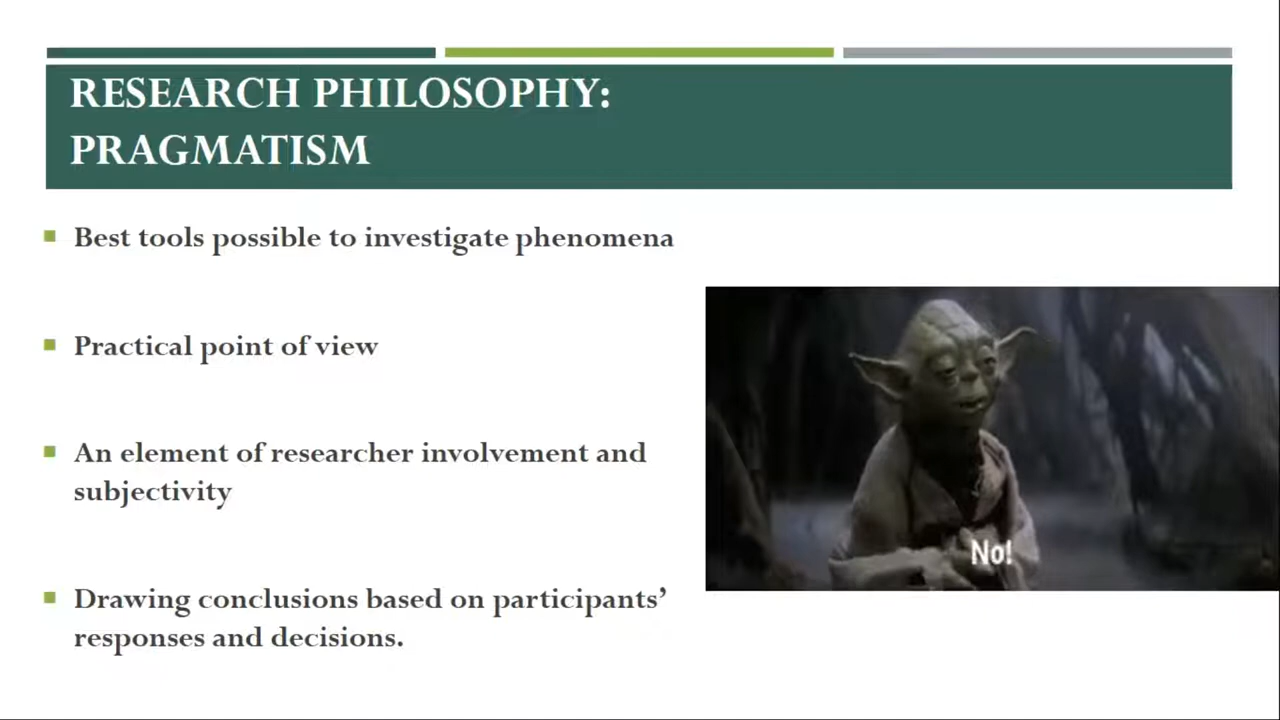 RESEARCH PHILOSOPHY:
PRAGMATISM
Best tools possible to investigate phenomena
Practical point of view
An element of researcher involvement and
subjectivity
Drawing conclusions based on participants’
responses and decisions.
No!